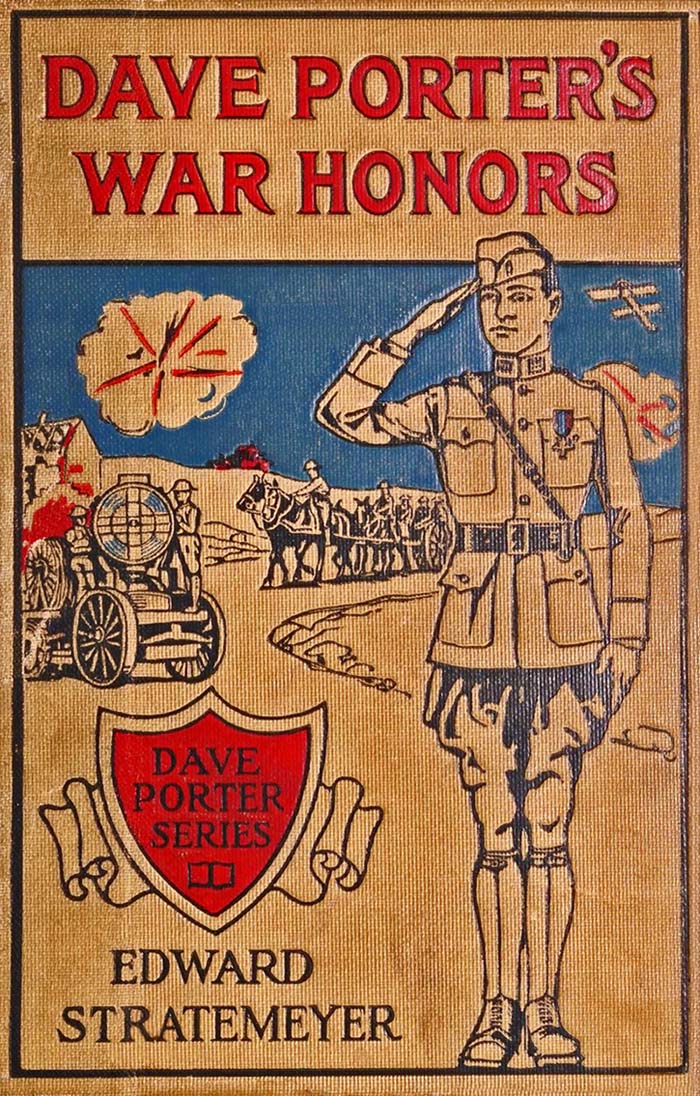 DAVE PORTER'S
WAR HONORS
DAVE
PORTER
SERIES
EDWARD
STRATEMEYER